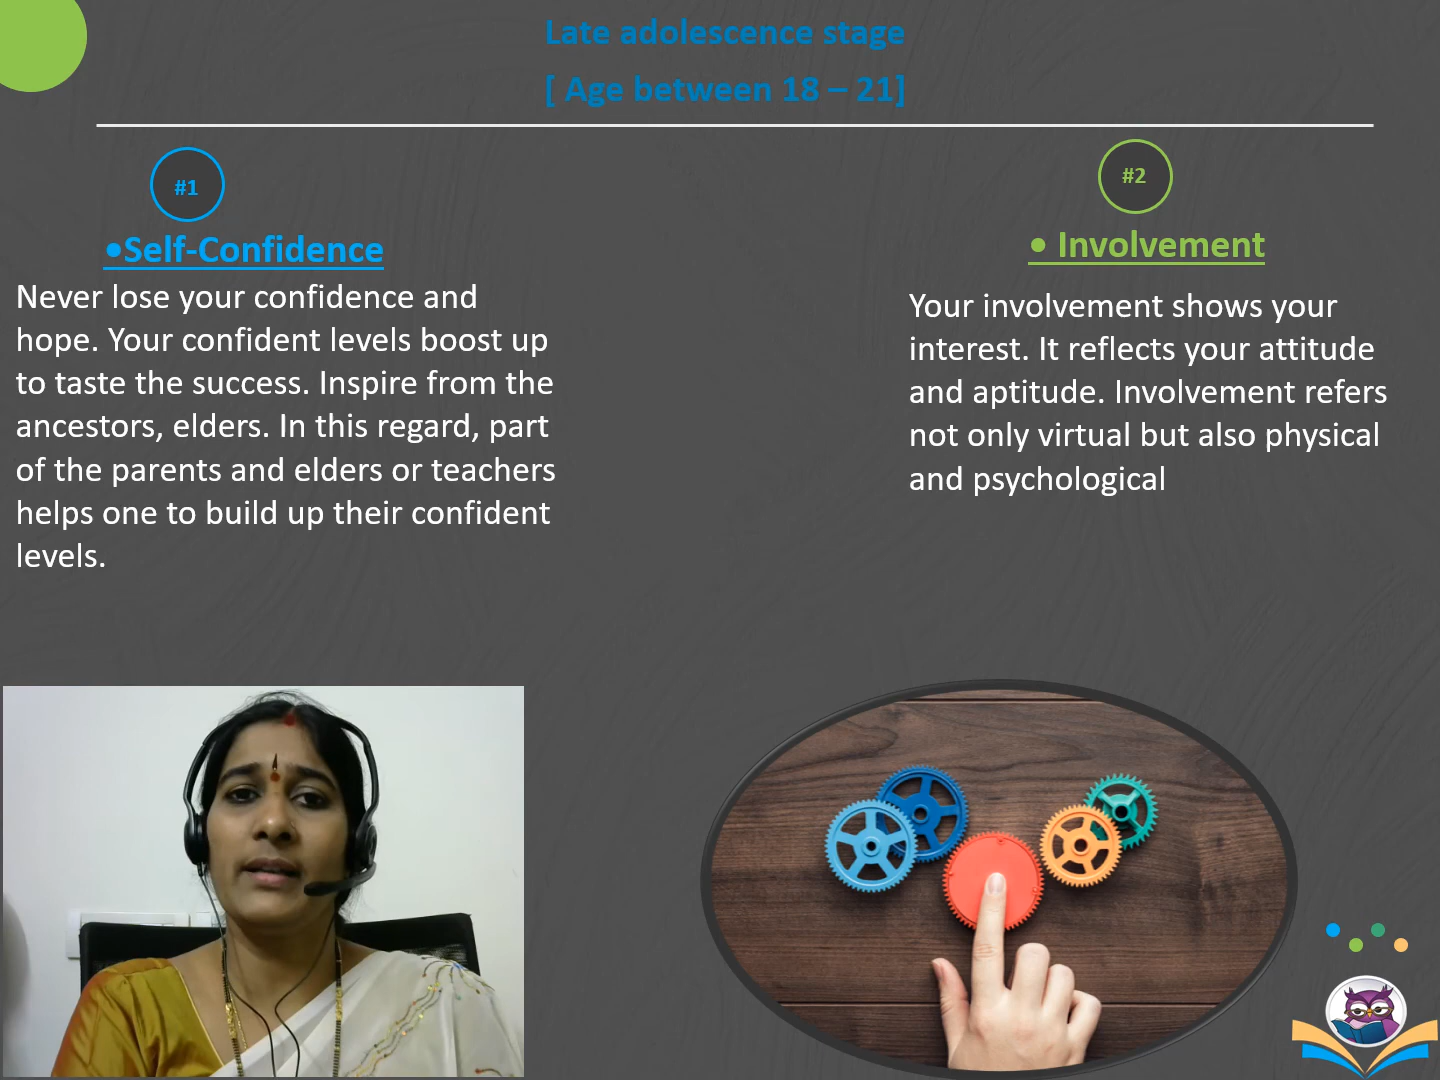 Late adolescence stage
[ Age between 18 – 21]
#1
•Self-Confidence
Never lose your confidence and
hope. Your confident levels boost up
to taste the success. Inspire from the
ancestors, elders. In this regard, part
of the parents and elders or teachers
helps one to build up their confident
levels.
#2
• Involvement
Your involvement shows your
interest. It reflects your attitude
and aptitude. Involvement refers
not only virtual but also physical
and psychological